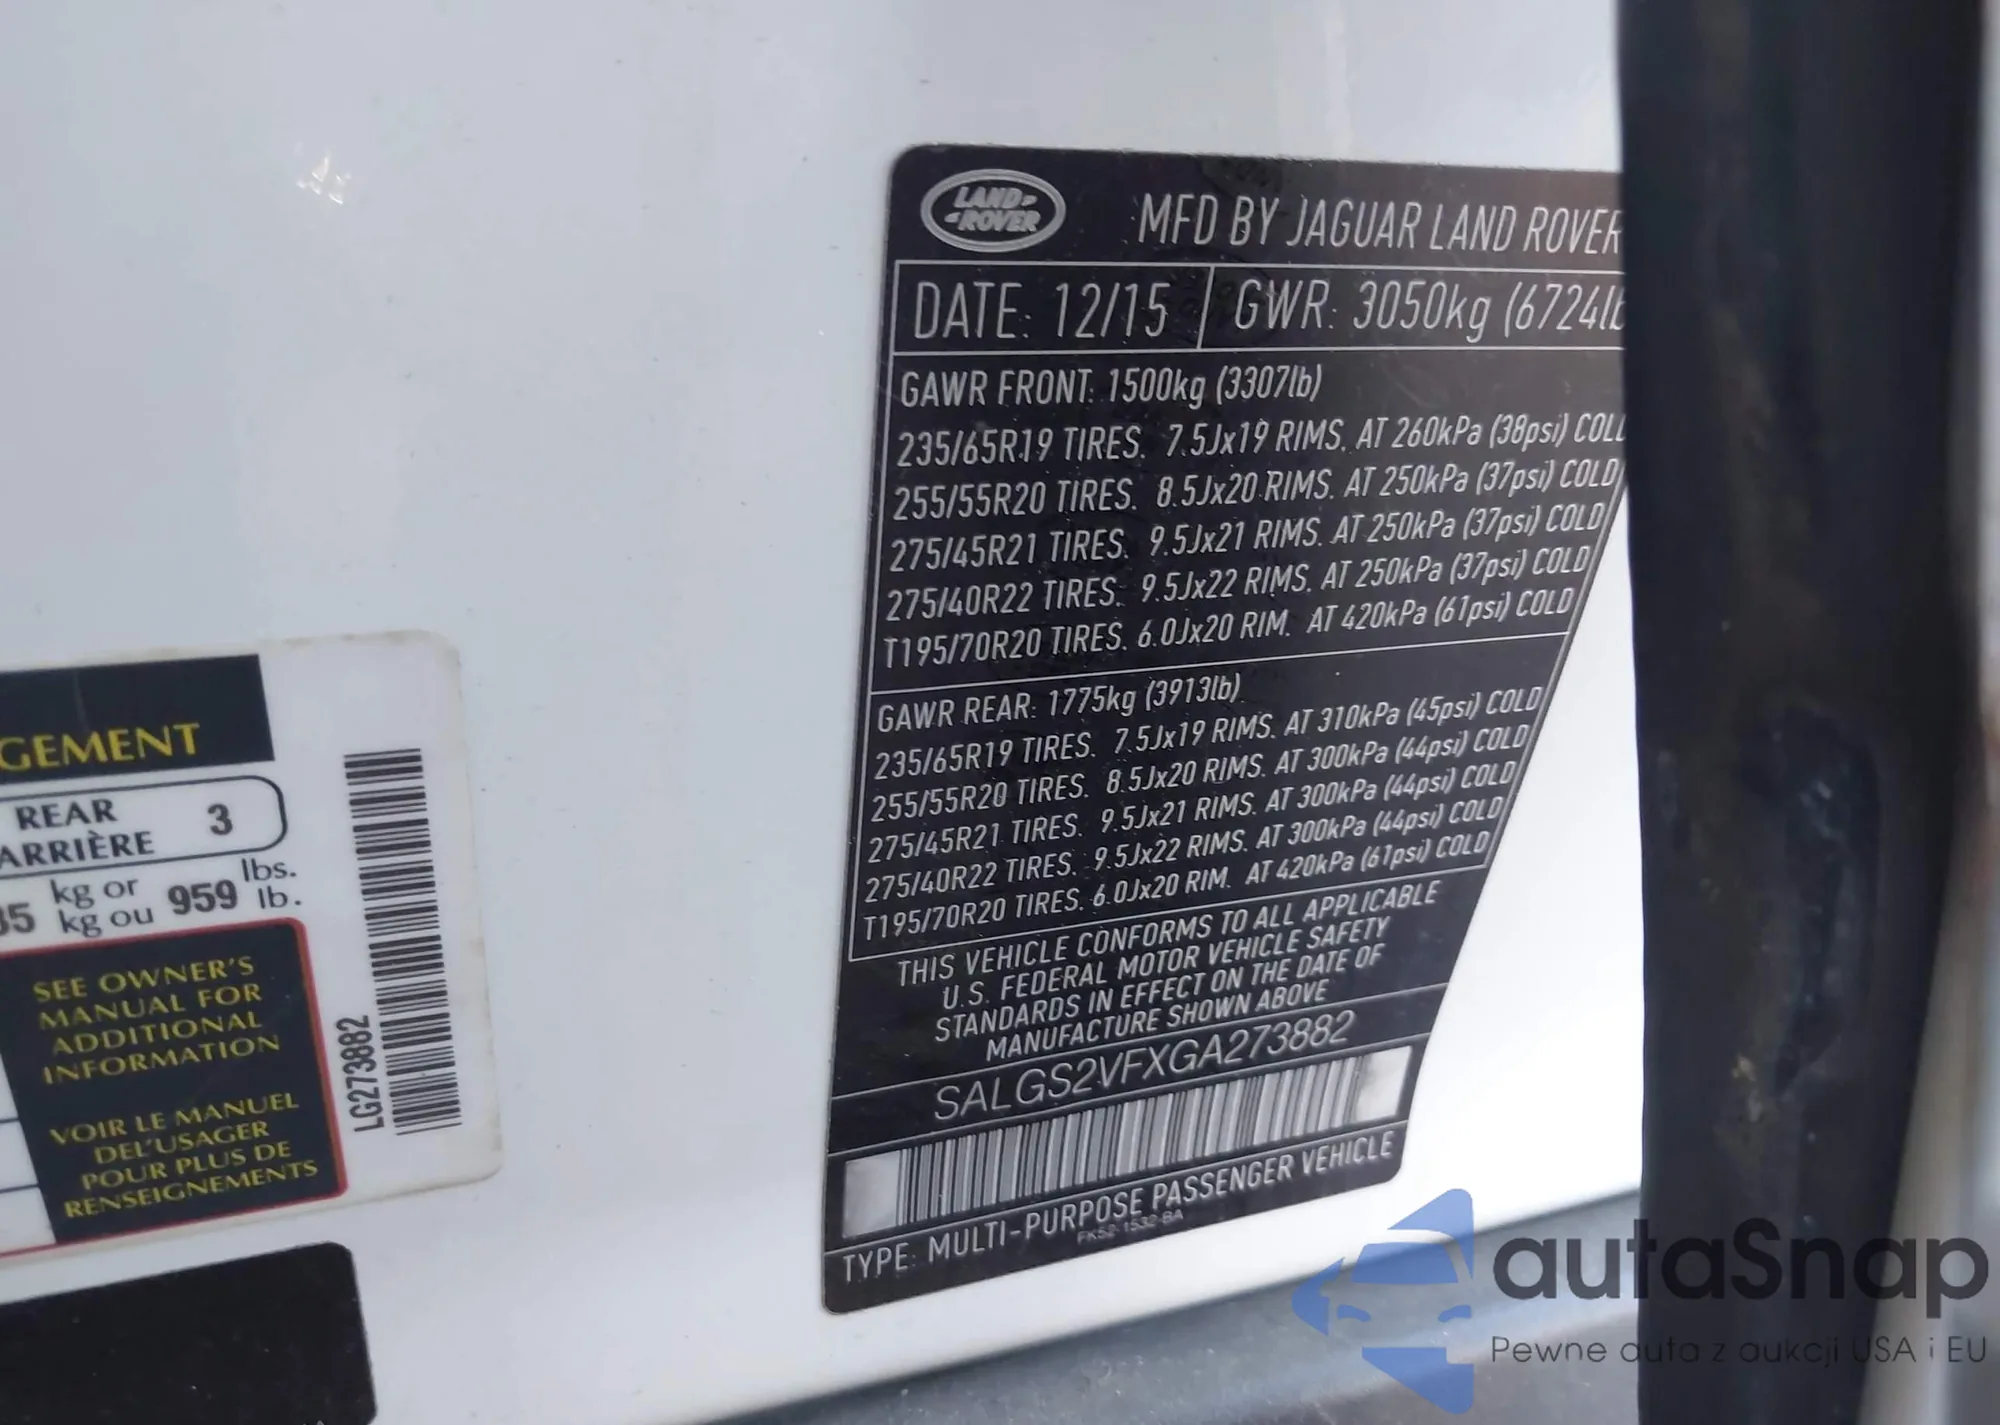 LAND ROVER
MFD BY JAGUAR LAND ROVER
DATE: 12/15 GWR: 3050kg (6724lb
GAWR FRONT: 1500kg (3307lb)
235/65R19 TIRES. 7.5Jx19 RIMS. AT 260kPa (38psi) COLD
255/55R20 TIRES. 8.5Jx20 RIMS. AT 250kPa (37psi) COLD
275/45R21 TIRES. 9.5Jx21 RIMS. AT 250kPa (37psi) COLD
275/40R22 TIRES. 9.5Jx22 RIMS. AT 250kPa (37psi) COLD
T195/70R20 TIRES. 6.0Jx20 RIM. AT 420kPa (61psi) COLD
GAWR REAR: 1775kg (3913lb)
235/65R19 TIRES. 7.5Jx19 RIMS. AT 310kPa (45psi) COLD
255/55R20 TIRES. 8.5Jx20 RIMS. AT 300kPa (44psi) COLD
275/45R21 TIRES. 9.5Jx21 RIMS. AT 300kPa (44psi) COLD
275/40R22 TIRES. 9.5Jx22 RIMS. AT 300kPa (44psi) COLD
T195/70R20 TIRES. 6.0Jx20 RIM. AT 420kPa (61psi) COLD
THIS VEHICLE CONFORMS TO ALL APPLICABLE
U.S. FEDERAL MOTOR VEHICLE SAFETY
STANDARDS IN EFFECT ON THE DATE OF
MANUFACTURE SHOWN ABOVE
SALGS2VFXGA273882
TYPE: MULTI-PURPOSE PASSENGER VEHICLE
FK52-1532-BA
GEMENT
REAR 3
ARRIÈRE
35 kg or 959 lbs.
kg ou lb.
SEE OWNER'S
MANUAL FOR
ADDITIONAL
INFORMATION
VOIR LE MANUEL
DEL'USAGER
POUR PLUS DE
RENSEIGNEMENTS
LG273882
autaSnap
Pewne auta z aukcji USA i EU